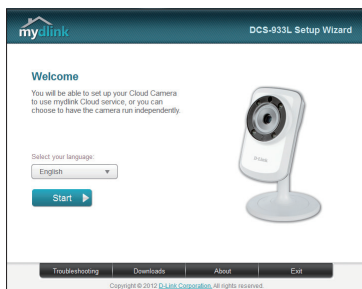 mydlink
DCS-933L Setup Wizard
Welcome
You will be able to set up your Cloud Camera
to use mydlink Cloud service, or you can
choose to have the camera run independently.
Select your language:
English
Start
D-Link
Troubleshooting Downloads About Exit
Copyright © 2012 D-Link Corporation. All rights reserved.